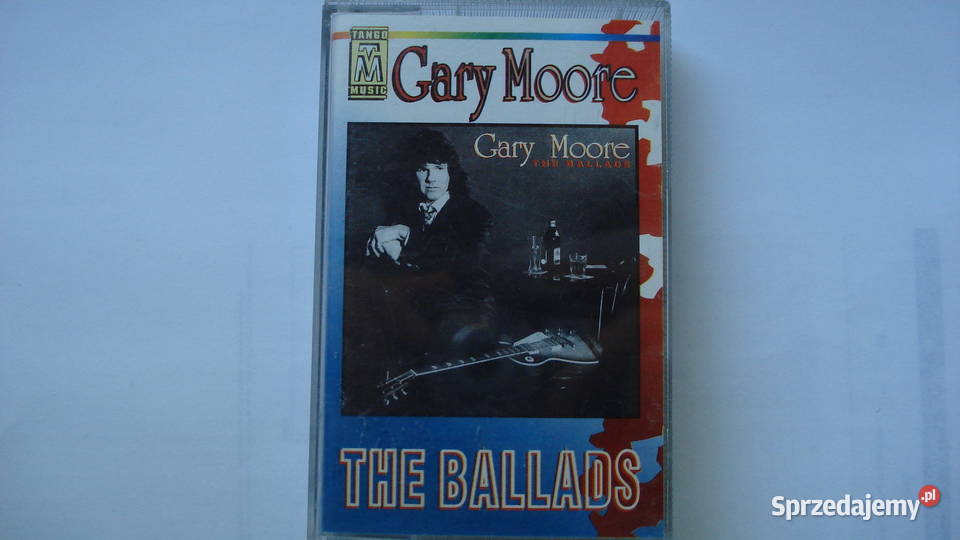 TANGO
TM
MUSIC
Gary Moore
Gary Moore
THE BALLADS
THE BALLADS
Sprzedajemy.pl